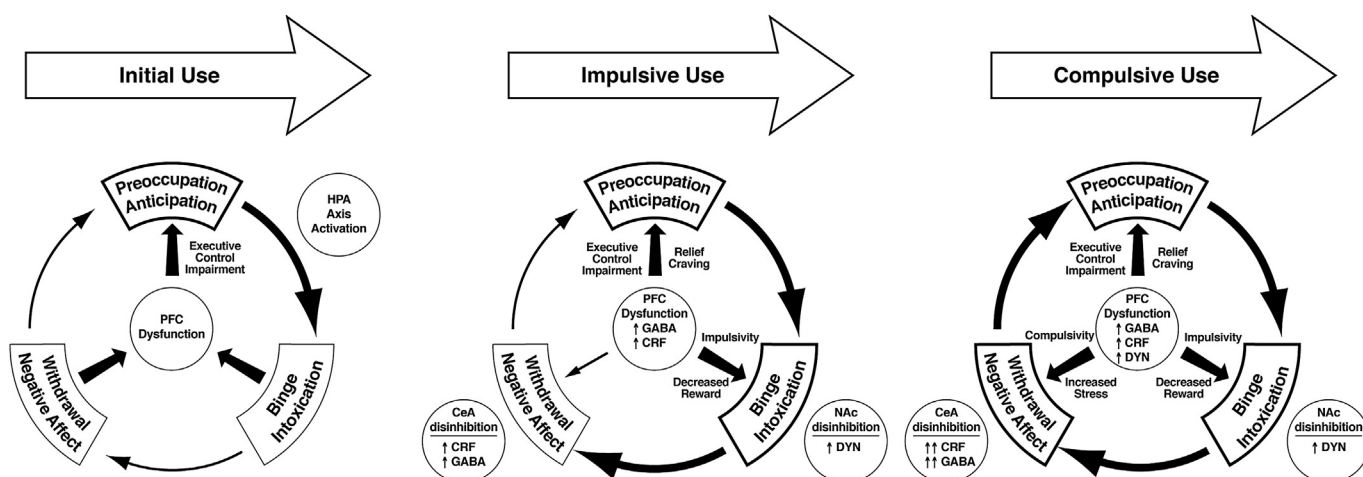 Initial Use
Impulsive Use
Compulsive Use
Preoccupation
Anticipation
HPA
Axis
Activation
Executive
Control
Impairment
PFC
Dysfunction
Withdrawal
Negative Affect
Binge
Intoxication
Preoccupation
Anticipation
Executive
Control
Impairment
Relief
Craving
PFC
Dysfunction
↑ GABA
↑ CRF
Impulsivity
Decreased
Reward
Withdrawal
Negative Affect
Binge
Intoxication
CeA
disinhibition
↑ CRF
↑ GABA
NAc
disinhibition
↑ DYN
Preoccupation
Anticipation
Executive
Control
Impairment
Relief
Craving
PFC
Dysfunction
↑ GABA
↑ CRF
↑ DYN
Compulsivity
Impulsivity
Increased
Stress
Decreased
Reward
Withdrawal
Negative Affect
Binge
Intoxication
CeA
disinhibition
↑↑ CRF
↑↑ GABA
NAc
disinhibition
↑ DYN